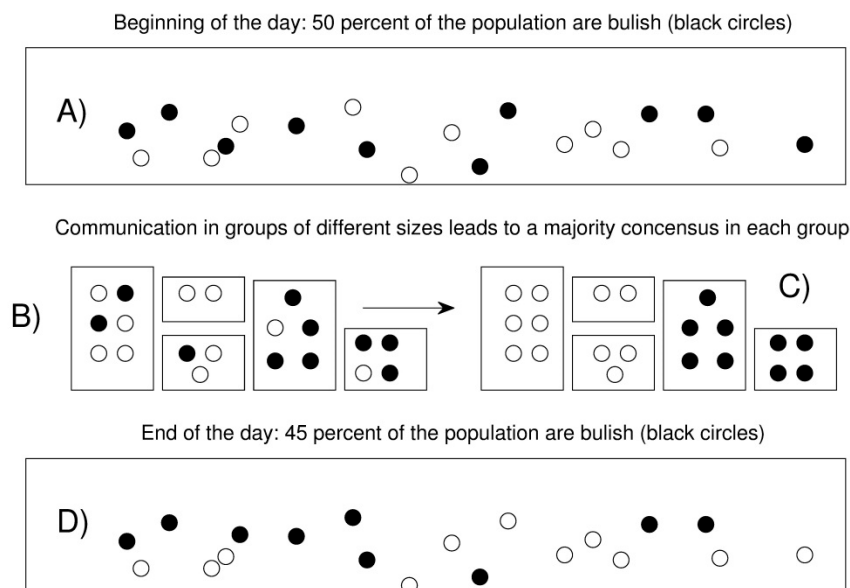 Beginning of the day: 50 percent of the population are bulish (black circles)
A)
Communication in groups of different sizes leads to a majority concensus in each group
B)
C)
End of the day: 45 percent of the population are bulish (black circles)
D)